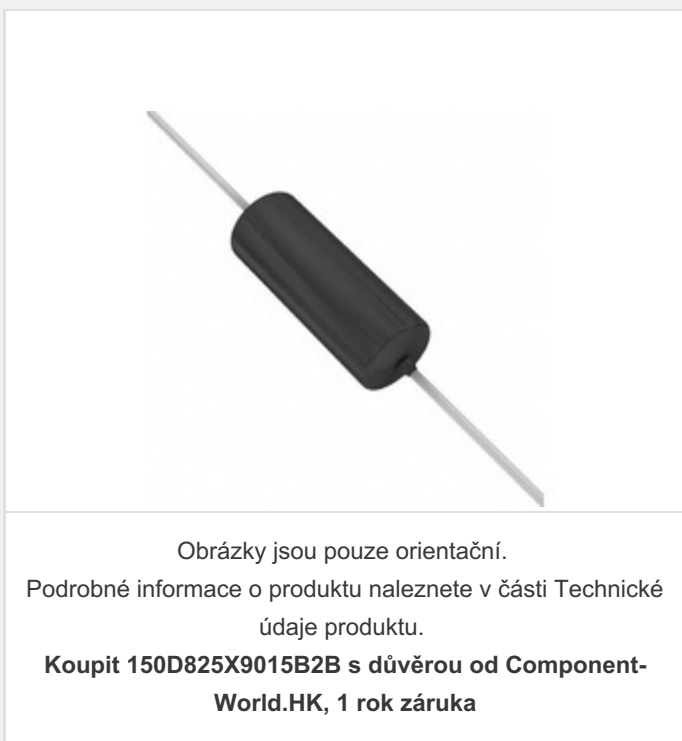 Obrázky jsou pouze orientační.
Podrobné informace o produktu naleznete v části Technické
údaje produktu.
Koupit 150D825X9015B2B s důvěrou od Component-
World.HK, 1 rok záruka